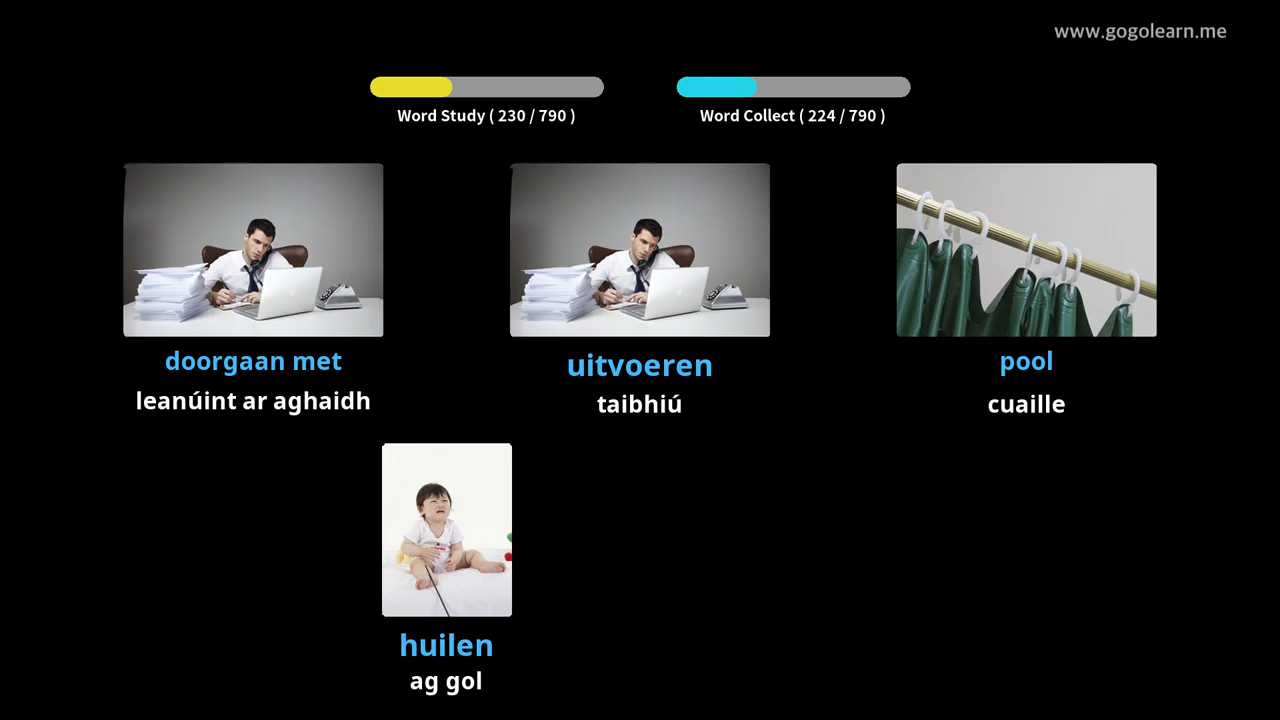 www.gogolearn.me
Word Study ( 230 / 790 )
Word Collect ( 224 / 790 )
doorgaan met
leanúint ar aghaidh
uitvoeren
taibhiú
pool
cuaille
huilen
ag gol